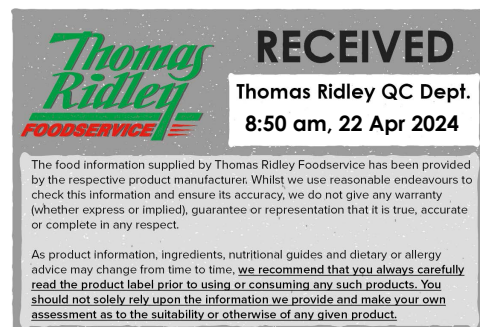 Thomas
Ridley
FOODSERVICE
RECEIVED
Thomas Ridley QC Dept.
8:50 am, 22 Apr 2024
The food information supplied by Thomas Ridley Foodservice has been provided
by the respective product manufacturer. Whilst we use reasonable endeavours to
check this information and ensure its accuracy, we do not give any warranty
(whether express or implied), guarantee or representation that it is true, accurate
or complete in any respect.
As product information, ingredients, nutritional guides and dietary or allergy
advice may change from time to time, we recommend that you always carefully
read the product label prior to using or consuming any such products. You
should not solely rely upon the information we provide and make your own
assessment as to the suitability or otherwise of any given product.